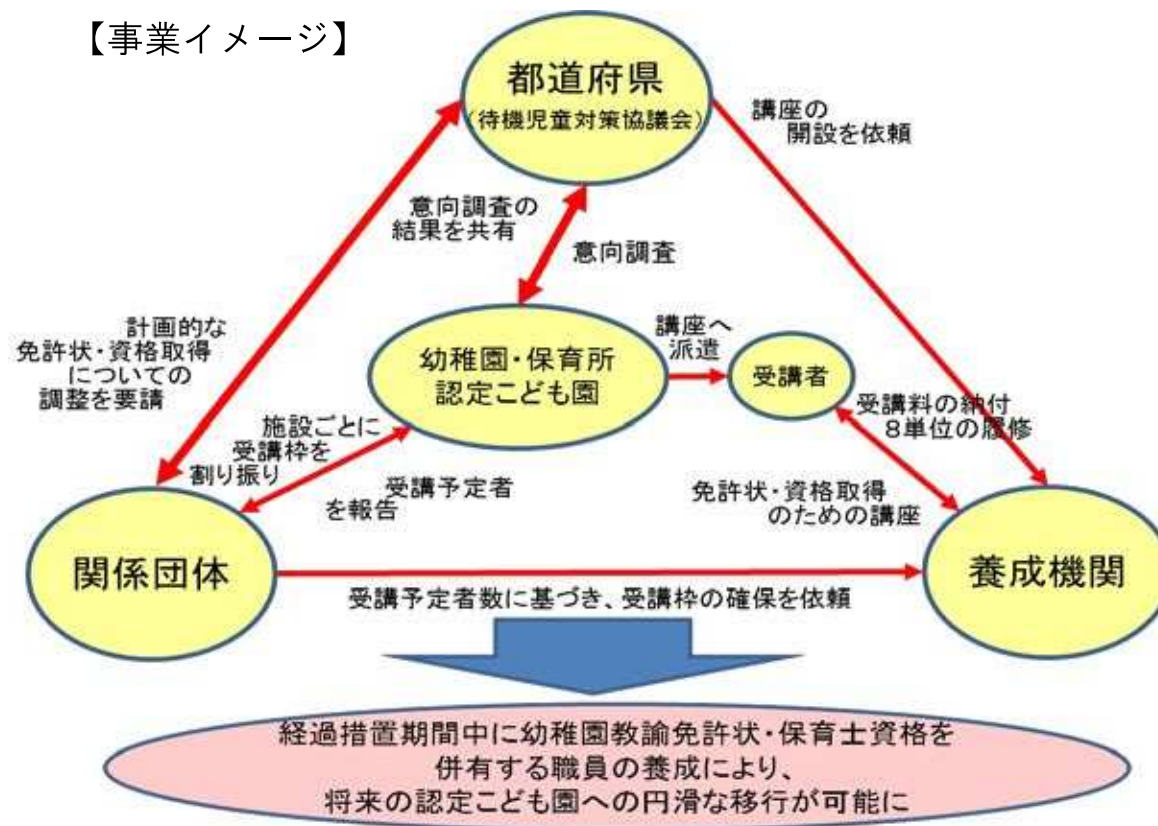 【事業イメージ】
都道府県
(待機児童対策協議会)
講座の
開設を依頼
意向調査の
結果を共有
意向調査
計画的な
免許状・資格取得
についての
調整を要請
幼稚園・保育所
認定こども園
講座へ
派遣
受講者
受講料の納付
8単位の履修
施設ごとに
受講枠を
割り振り
受講予定者
を報告
免許状・資格取得
のための講座
関係団体
養成機関
受講予定者数に基づき、受講枠の確保を依頼
経過措置期間中に幼稚園教諭免許状・保育士資格を
併有する職員の養成により、
将来の認定こども園への円滑な移行が可能に